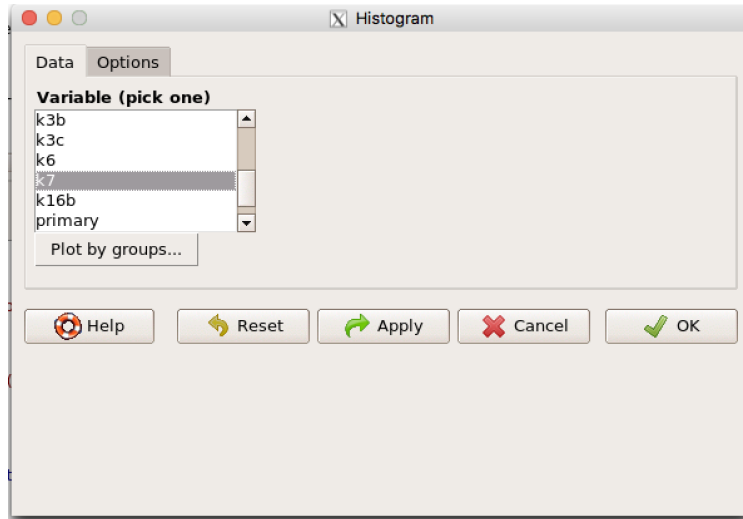 Histogram
Data Options
Variable (pick one)
k3b
k3c
k6
k7
k16b
primary
Plot by groups...
Help Reset Apply Cancel OK